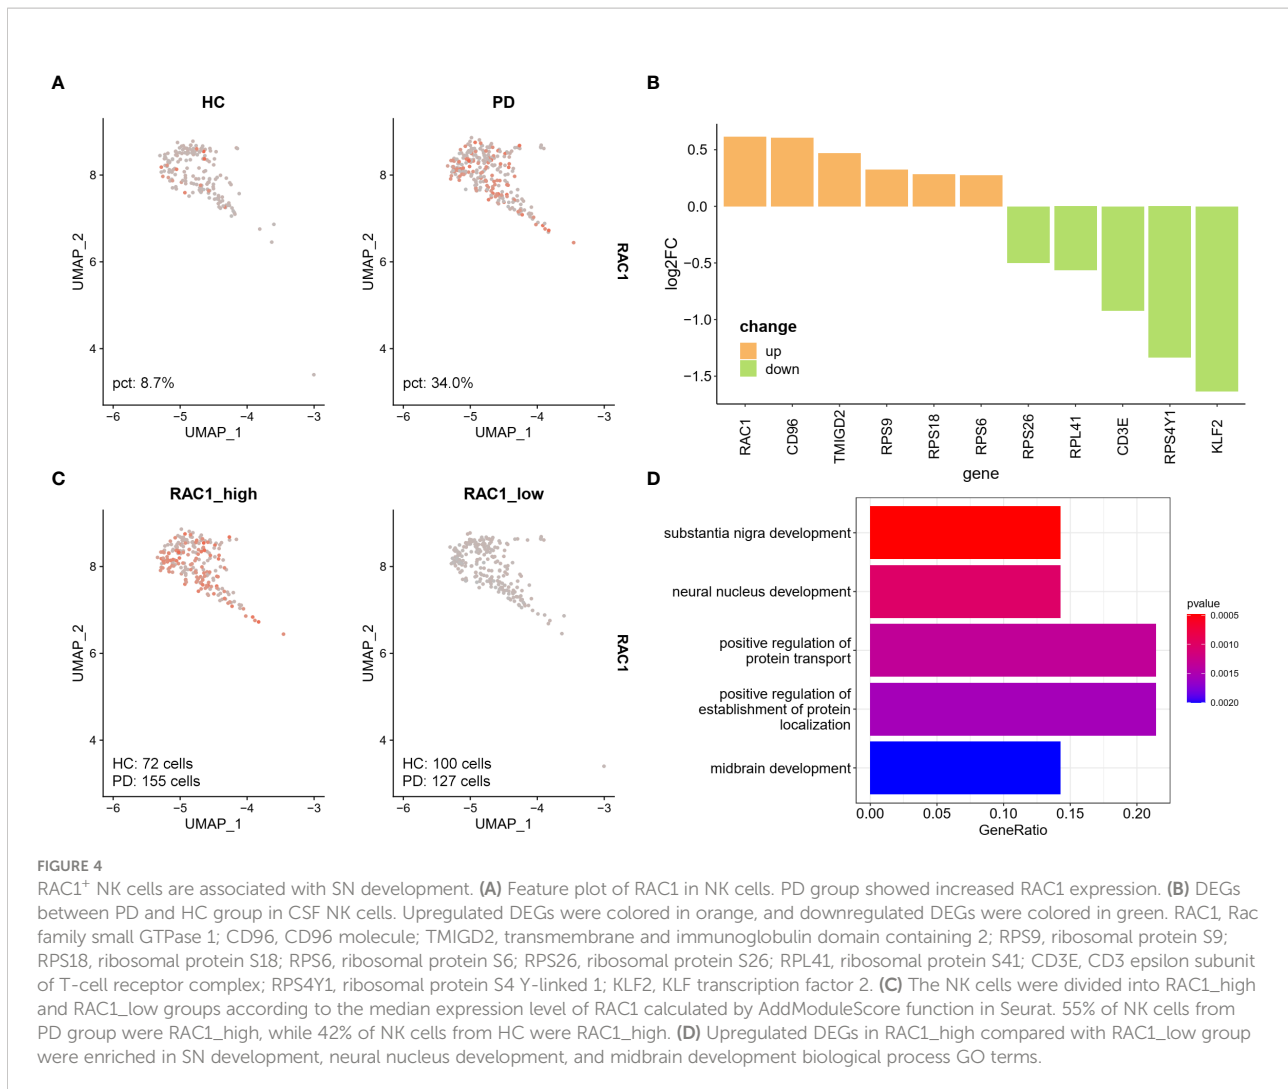 A
HC
PD
8
6
4
UMAP_2
pct: 8.7%
−6
−5
−4
−3
UMAP_1
8
6
4
UMAP_2
pct: 34.0%
−6
−5
−4
−3
UMAP_1
RAC1
B
0.5
0.0
−0.5
−1.0
−1.5
log2FC
change
up
down
RAC1
CD96
TMIGD2
RPS9
RPS18
RPS6
RPS26
RPL41
CD3E
RPS4Y1
KLF2
gene
C
RAC1_high
RAC1_low
8
6
4
UMAP_2
HC: 72 cells
PD: 155 cells
−6
−5
−4
−3
UMAP_1
8
6
4
UMAP_2
HC: 100 cells
PD: 127 cells
−6
−5
−4
−3
UMAP_1
RAC1
D
substantia nigra development
neural nucleus development
positive regulation of
protein transport
positive regulation of
establishment of protein
localization
midbrain development
0.00
0.05
0.10
0.15
0.20
GeneRatio
pvalue
0.0005
0.0010
0.0015
0.0020
FIGURE 4
RAC1⁺ NK cells are associated with SN development. (A) Feature plot of RAC1 in NK cells. PD group showed increased RAC1 expression. (B) DEGs
between PD and HC group in CSF NK cells. Upregulated DEGs were colored in orange, and downregulated DEGs were colored in green. RAC1, Rac
family small GTPase 1; CD96, CD96 molecule; TMIGD2, transmembrane and immunoglobulin domain containing 2; RPS9, ribosomal protein S9;
RPS18, ribosomal protein S18; RPS6, ribosomal protein S6; RPS26, ribosomal protein S26; RPL41, ribosomal protein S41; CD3E, CD3 epsilon subunit
of T-cell receptor complex; RPS4Y1, ribosomal protein S4 Y-linked 1; KLF2, KLF transcription factor 2. (C) The NK cells were divided into RAC1_high
and RAC1_low groups according to the median expression level of RAC1 calculated by AddModuleScore function in Seurat. 55% of NK cells from
PD group were RAC1_high, while 42% of NK cells from HC were RAC1_high. (D) Upregulated DEGs in RAC1_high compared with RAC1_low group
were enriched in SN development, neural nucleus development, and midbrain development biological process GO terms.